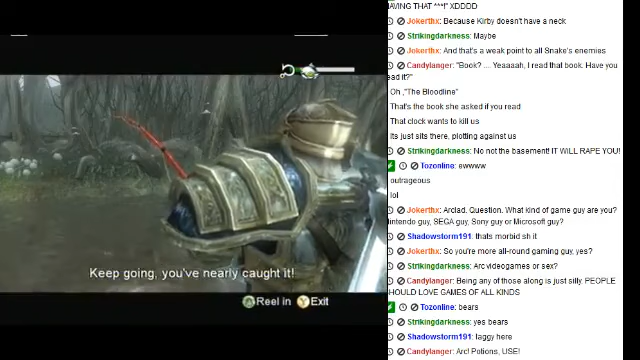 Keep going, you've nearly caught it!
Reel in Exit
AVING THAT ***!" XDDDD
Jokerthx: Because Kirby doesn't have a neck
Strikingdarkness: Maybe
Jokerthx: And that's a weak point to all Snake's enemies
Candylanger: "Book? .... Yeaaaah, I read that book. Have you
ead it?"
Oh ,"The Bloodline"
That's the book she asked if you read
That clock wants to kill us
Its just sits there, plotting against us
Strikingdarkness: No not the basement! IT WILL RAPE YOU!
Tozonline: ewwww
outrageous
lol
Jokerthx: Arclad. Question. What kind of game guy are you?
intendo guy, SEGA guy, Sony guy or Microsoft guy?
Shadowstorm191: thats morbid sh it
Jokerthx: So you're more all-round gaming guy, yes?
Strikingdarkness: Arc videogames or sex?
Candylanger: Being any of those along is just silly. PEOPLE
HOULD LOVE GAMES OF ALL KINDS
Tozonline: bears
Strikingdarkness: yes bears
Shadowstorm191: laggy here
Candylanger: Arc! Potions, USE!